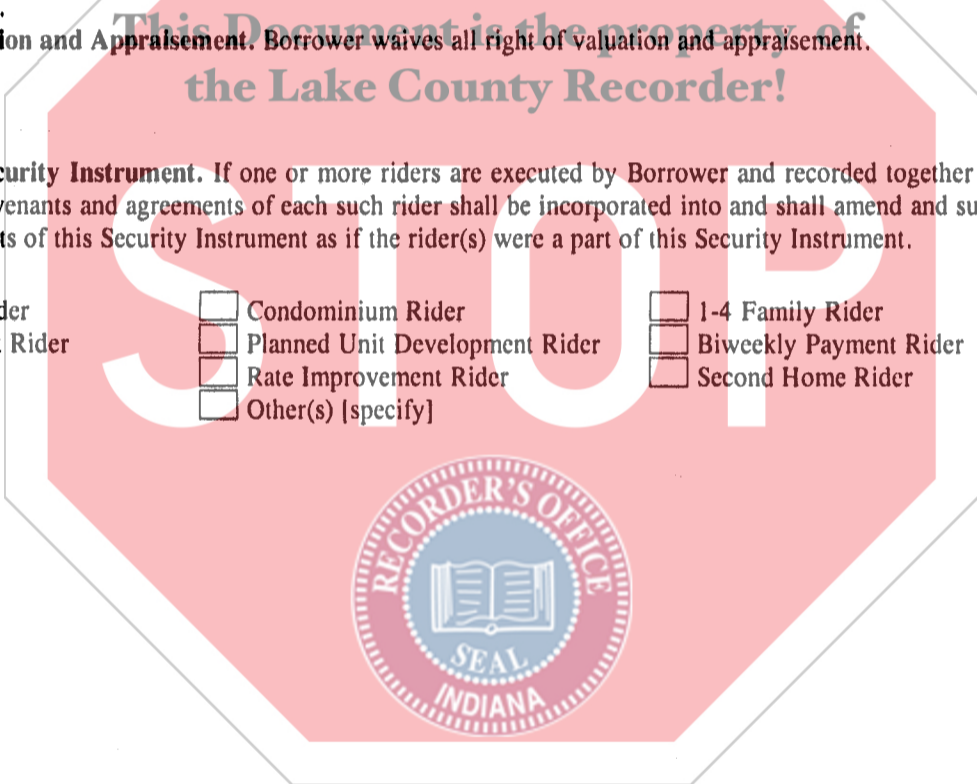 This Document is the property of
ion and Appraisement. Borrower waives all right of valuation and appraisement.
the Lake County Recorder!
curity Instrument. If one or more riders are executed by Borrower and recorded together
venants and agreements of each such rider shall be incorporated into and shall amend and su
ts of this Security Instrument as if the rider(s) were a part of this Security Instrument.
STOP
der Condominium Rider 1-4 Family Rider
Rider Planned Unit Development Rider Biweekly Payment Rider
Rate Improvement Rider Second Home Rider
Other(s) [specify]
RECORDER'S OFFICE
SEAL
INDIANA